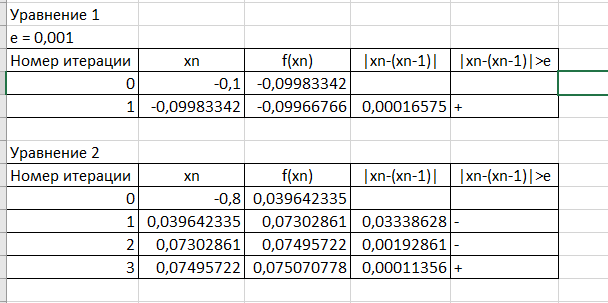 Уравнение 1
e = 0,001
Номер итерации xn f(xn) |xn-(xn-1)| |xn-(xn-1)|>e
0 -0,1 -0,09983342
1 -0,09983342 -0,09966766 0,00016575 +
Уравнение 2
Номер итерации xn f(xn) |xn-(xn-1)| |xn-(xn-1)|>e
0 -0,8 0,039642335
1 0,039642335 0,07302861 0,03338628 -
2 0,07302861 0,07495722 0,00192861 -
3 0,07495722 0,075070778 0,00011356 +